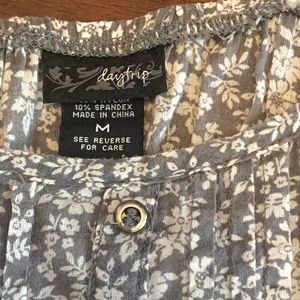 daytrip
NYLON
10% SPANDEX
MADE IN CHINA
M
SEE REVERSE
FOR CARE